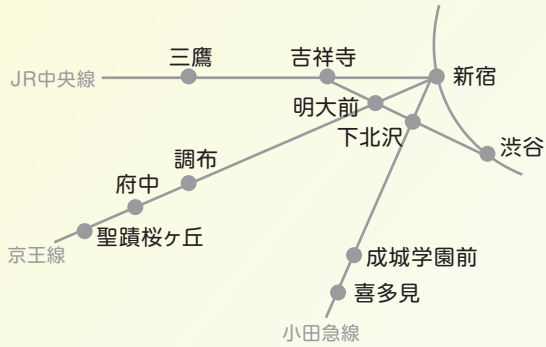 三鷹
吉祥寺
JR中央線
新宿
明大前
下北沢
渋谷
調布
府中
聖蹟桜ヶ丘
京王線
成城学園前
喜多見
小田急線